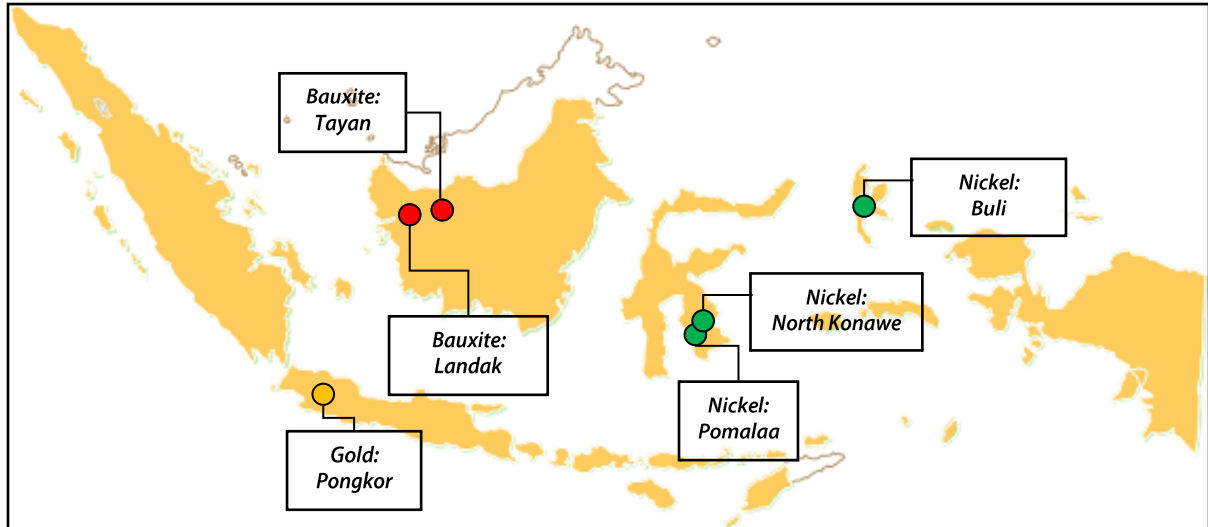 Bauxite:
Tayan
Nickel:
Buli
Nickel:
North Konawe
Bauxite:
Landak
Nickel:
Pomalaa
Gold:
Pongkor